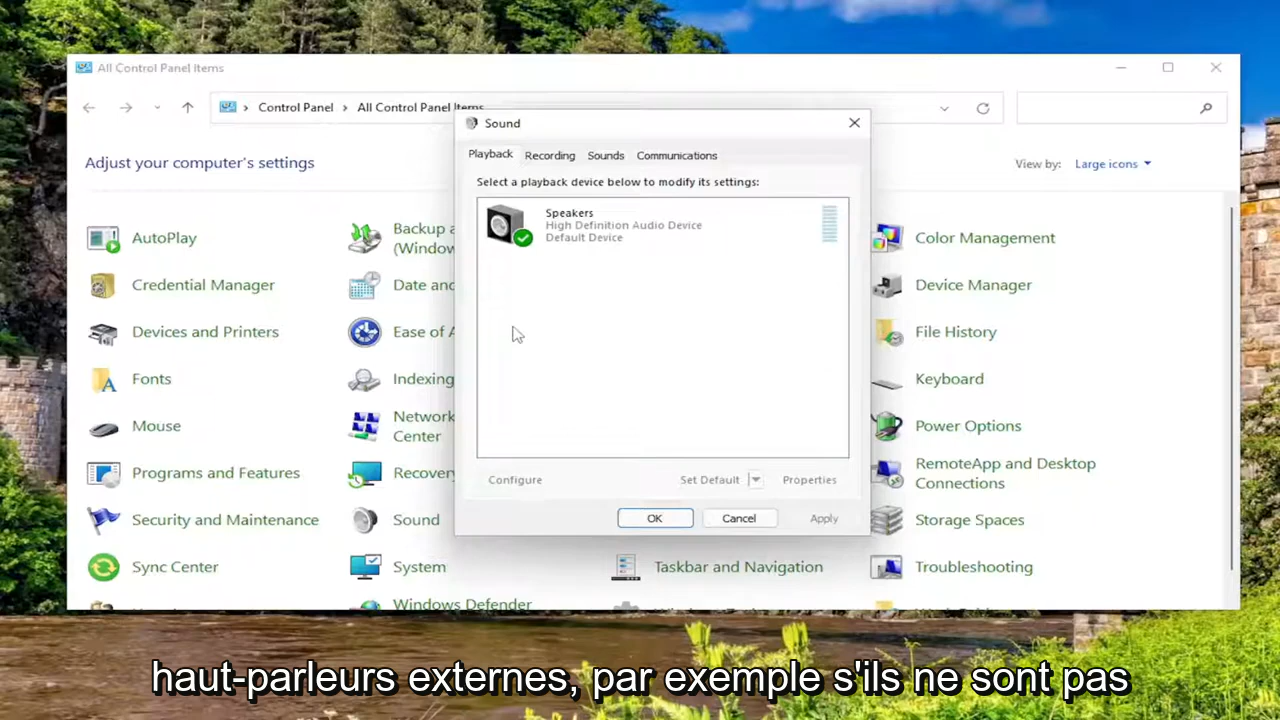 All Control Panel Items
Control Panel > All Control Panel Items
Sound
Playback Recording Sounds Communications
Select a playback device below to modify its settings:
Speakers
High Definition Audio Device
Default Device
Configure Set Default Properties
OK Cancel Apply
Adjust your computer's settings
View by: Large icons
AutoPlay
Backup a
(Window
Color Management
Credential Manager
Date and
Device Manager
Devices and Printers
Ease of A
File History
Fonts
Indexing
Keyboard
Mouse
Network
Center
Power Options
Programs and Features
Recovery
RemoteApp and Desktop
Connections
Security and Maintenance
Sound
Storage Spaces
Sync Center
System
Taskbar and Navigation
Troubleshooting
Windows Defender
haut-parleurs externes, par exemple s'ils ne sont pas